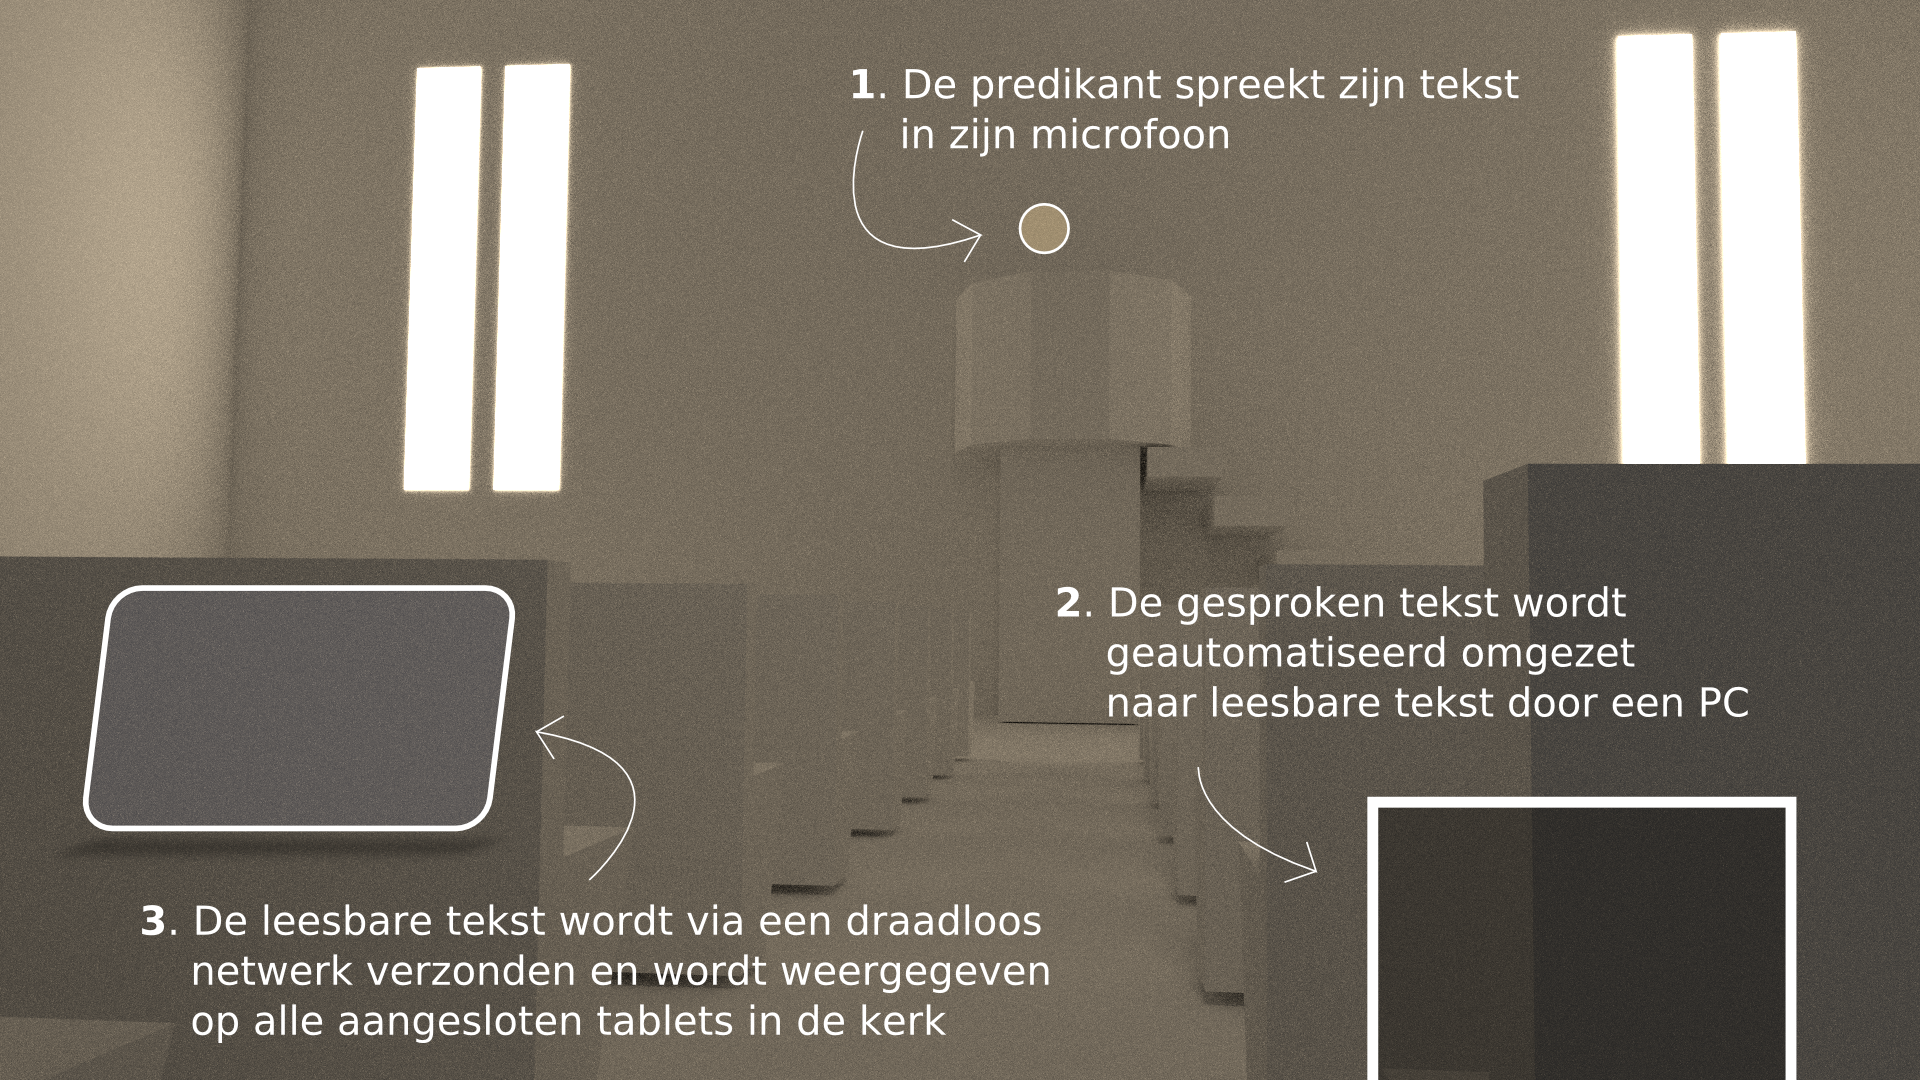 1. De predikant spreekt zijn tekst
in zijn microfoon
2. De gesproken tekst wordt
geautomatiseerd omgezet
naar leesbare tekst door een PC
3. De leesbare tekst wordt via een draadloos
netwerk verzonden en wordt weergegeven
op alle aangesloten tablets in de kerk